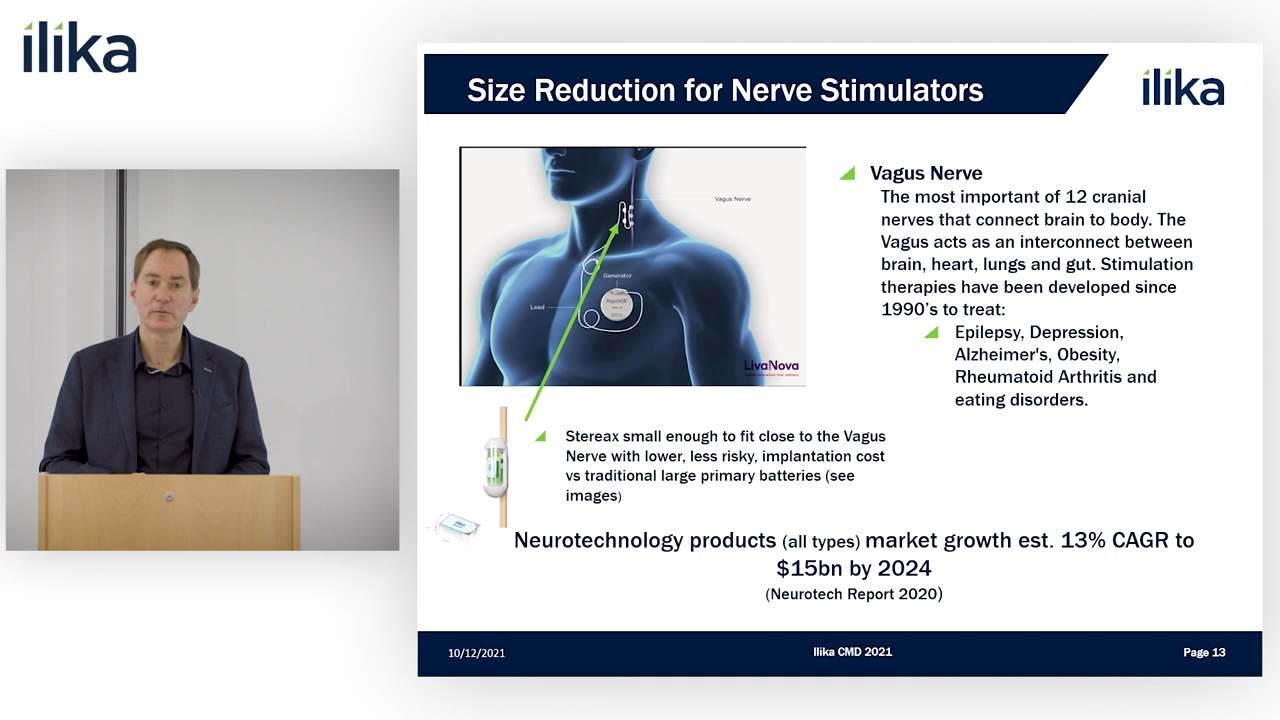 ilika
Size Reduction for Nerve Stimulators
ilika
Vagus Nerve
Generator
AspireSR
Lead
LivaNova
Vagus Nerve
The most important of 12 cranial
nerves that connect brain to body. The
Vagus acts as an interconnect between
brain, heart, lungs and gut. Stimulation
therapies have been developed since
1990's to treat:
Epilepsy, Depression,
Alzheimer's, Obesity,
Rheumatoid Arthritis and
eating disorders.
Stereax small enough to fit close to the Vagus
Nerve with lower, less risky, implantation cost
vs traditional large primary batteries (see
images)
Neurotechnology products (all types) market growth est. 13% CAGR to
$15bn by 2024
(Neurotech Report 2020)
10/12/2021
Ilika CMD 2021
Page 13